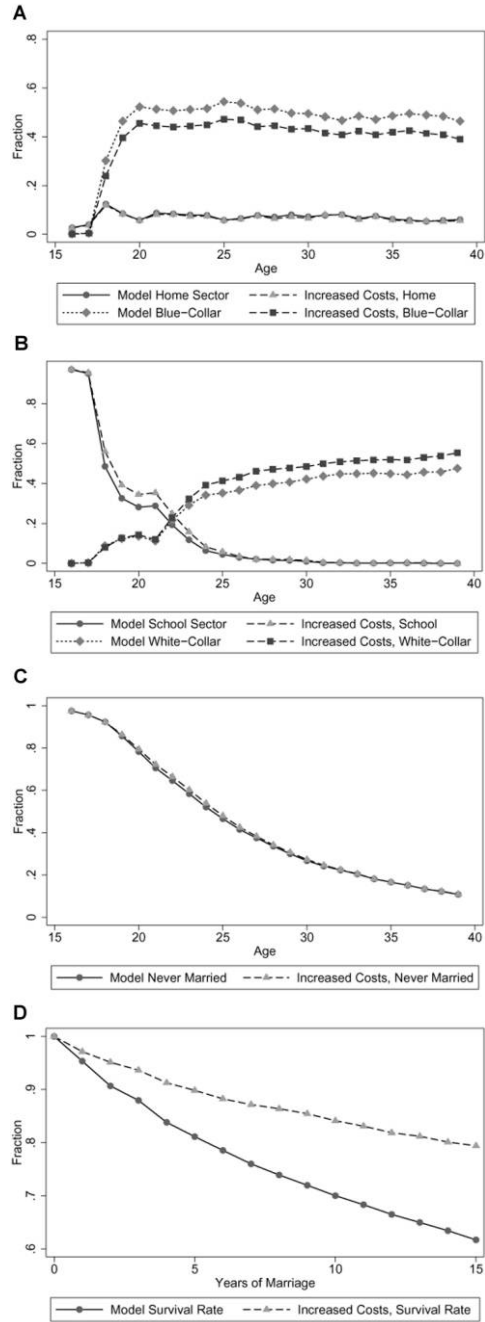 A
Fraction
0 .2 .4 .6 .8
15 20 25 30 35 40
Age
Model Home Sector Increased Costs, Home
Model Blue-Collar Increased Costs, Blue-Collar
B
Fraction
0 .2 .4 .6 .8
15 20 25 30 35 40
Age
Model School Sector Increased Costs, School
Model White-Collar Increased Costs, White-Collar
C
Fraction
0 .2 .4 .6 .8 1
15 20 25 30 35 40
Age
Model Never Married Increased Costs, Never Married
D
Fraction
.6 .7 .8 .9 1
0 5 10 15
Years of Marriage
Model Survival Rate Increased Costs, Survival Rate